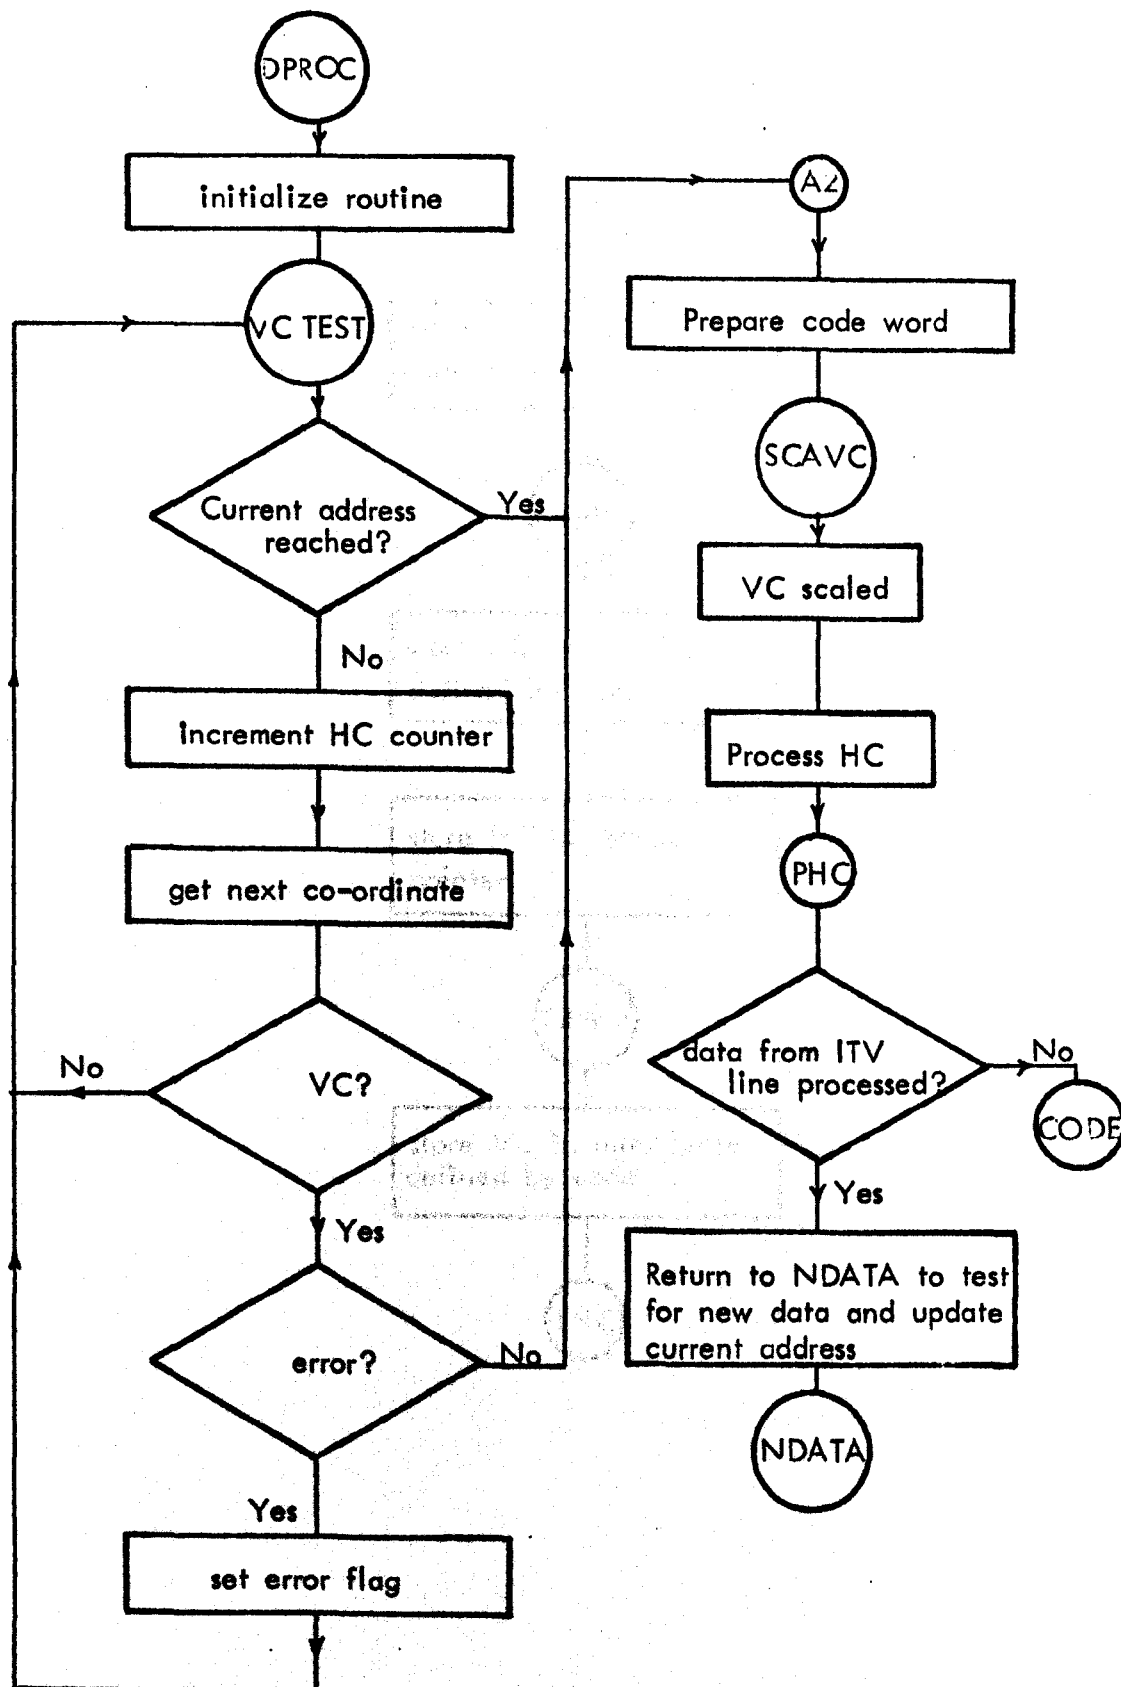 DPROC
initialize routine
VC TEST
Current address
reached?
Yes
No
increment HC counter
get next co-ordinate
VC?
No
Yes
error?
No
Yes
set error flag
A2
Prepare code word
SCAVC
VC scaled
Process HC
PHC
data from ITV
line processed?
No
CODE
Yes
Return to NDATA to test
for new data and update
current address
NDATA